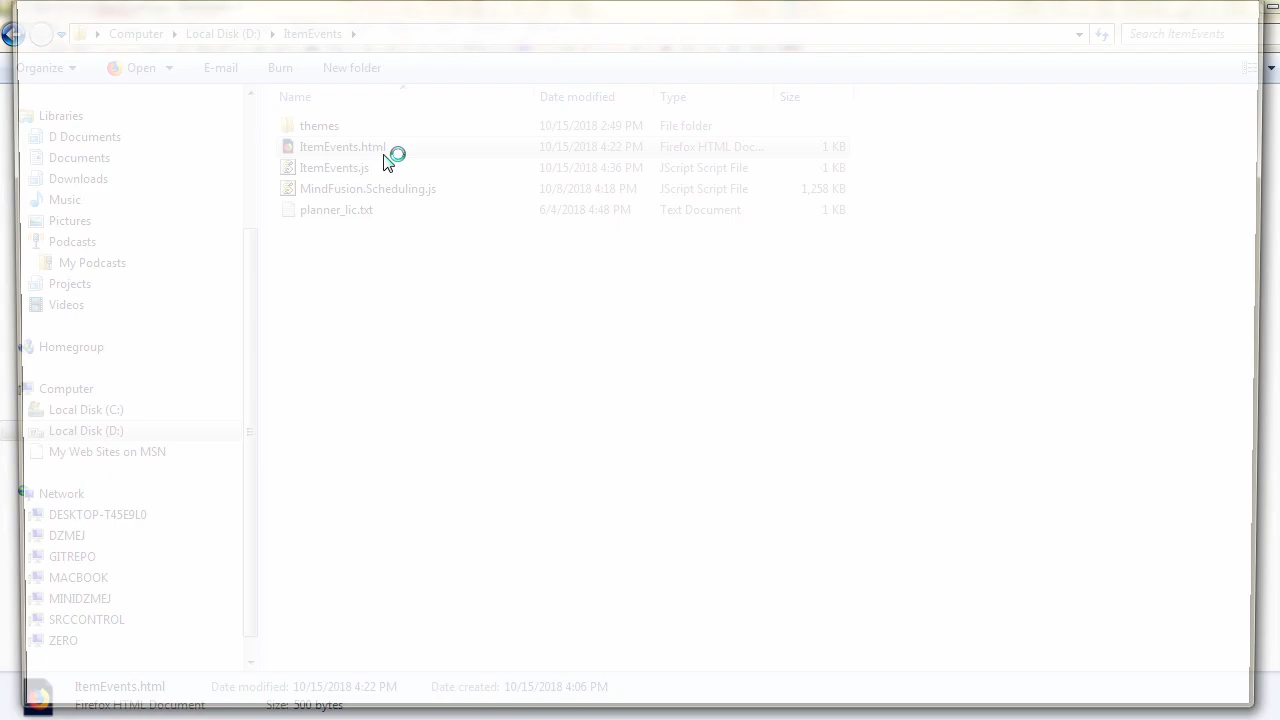 Computer Local Disk (D:) ItemEvents Search ItemEvents
Organize Open E-mail Burn New folder
Name Date modified Type Size
Libraries
D Documents
Documents
Downloads
Music
Pictures
Podcasts
My Podcasts
Projects
Videos
Homegroup
Computer
Local Disk (C:)
Local Disk (D:)
My Web Sites on MSN
Network
DESKTOP-T45E9L0
DZMEJ
GITREPO
MACBOOK
MINIDZMEJ
SRCCONTROL
ZERO
themes 10/15/2018 2:49 PM File folder
ItemEvents.html 10/15/2018 4:22 PM Firefox HTML Doc... 1 KB
ItemEvents.js 10/15/2018 4:36 PM JScript Script File 1 KB
MindFusion.Scheduling.js 10/8/2018 4:18 PM JScript Script File 1,258 KB
planner_lic.txt 6/4/2018 4:48 PM Text Document 1 KB
ItemEvents.html Date modified: 10/15/2018 4:22 PM Date created: 10/15/2018 4:06 PM
Firefox HTML Document Size: 500 bytes